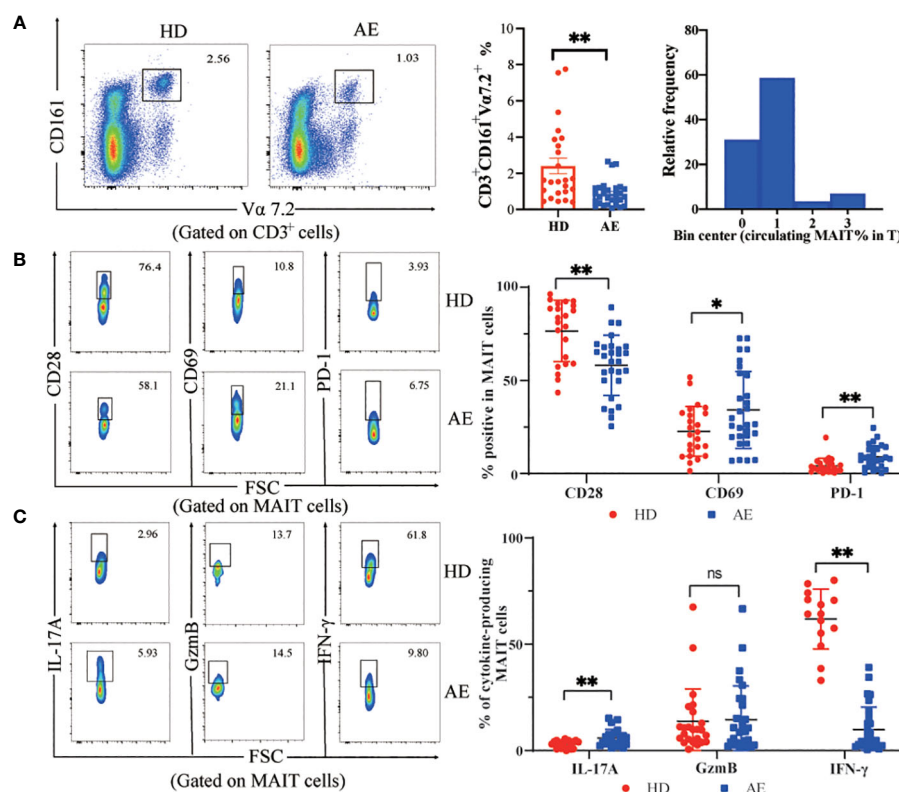 A
HD
AE
2.56
1.03
CD161
Vα 7.2
(Gated on CD3+ cells)
CD3+CD161+Vα7.2+ %
10
8
6
4
2
0
**
HD
AE
Relative frequency
80
60
40
20
0
0 1 2 3
Bin center (circulating MAIT% in T)
B
CD28
76.4
58.1
CD69
10.8
21.1
PD-1
3.93
6.75
HD
AE
FSC
(Gated on MAIT cells)
% positive in MAIT cells
100
50
0
**
*
**
CD28
CD69
PD-1
HD
AE
C
IL-17A
2.96
5.93
GzmB
13.7
14.5
IFN-γ
61.8
9.80
HD
AE
FSC
(Gated on MAIT cells)
% of cytokine-producing
MAIT cells
100
50
0
**
ns
**
IL-17A
GzmB
IFN-γ
HD
AE